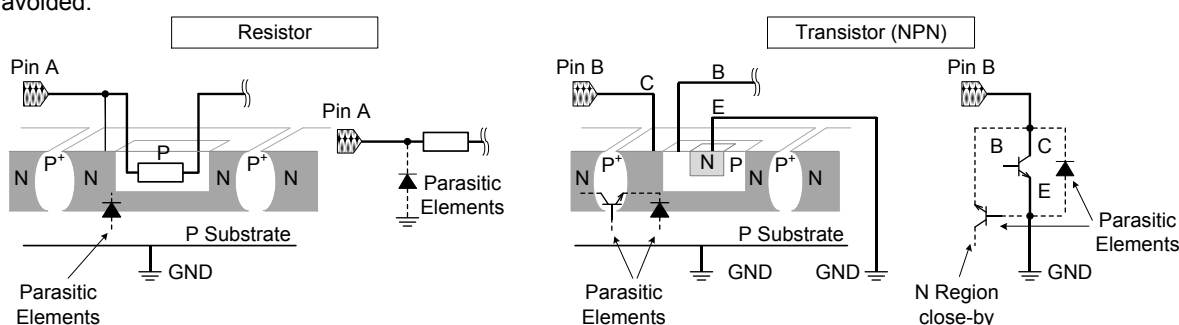 avoided.
Resistor
Transistor (NPN)
Pin A
Pin A
P
N
P+
N
N
P+
N
Parasitic
Elements
P Substrate
GND
Parasitic
Elements
Pin B
C
B
E
N
P+
N
P
N
P+
N
P Substrate
GND
GND
Parasitic
Elements
Pin B
B
C
E
Parasitic
Elements
GND
N Region
close-by